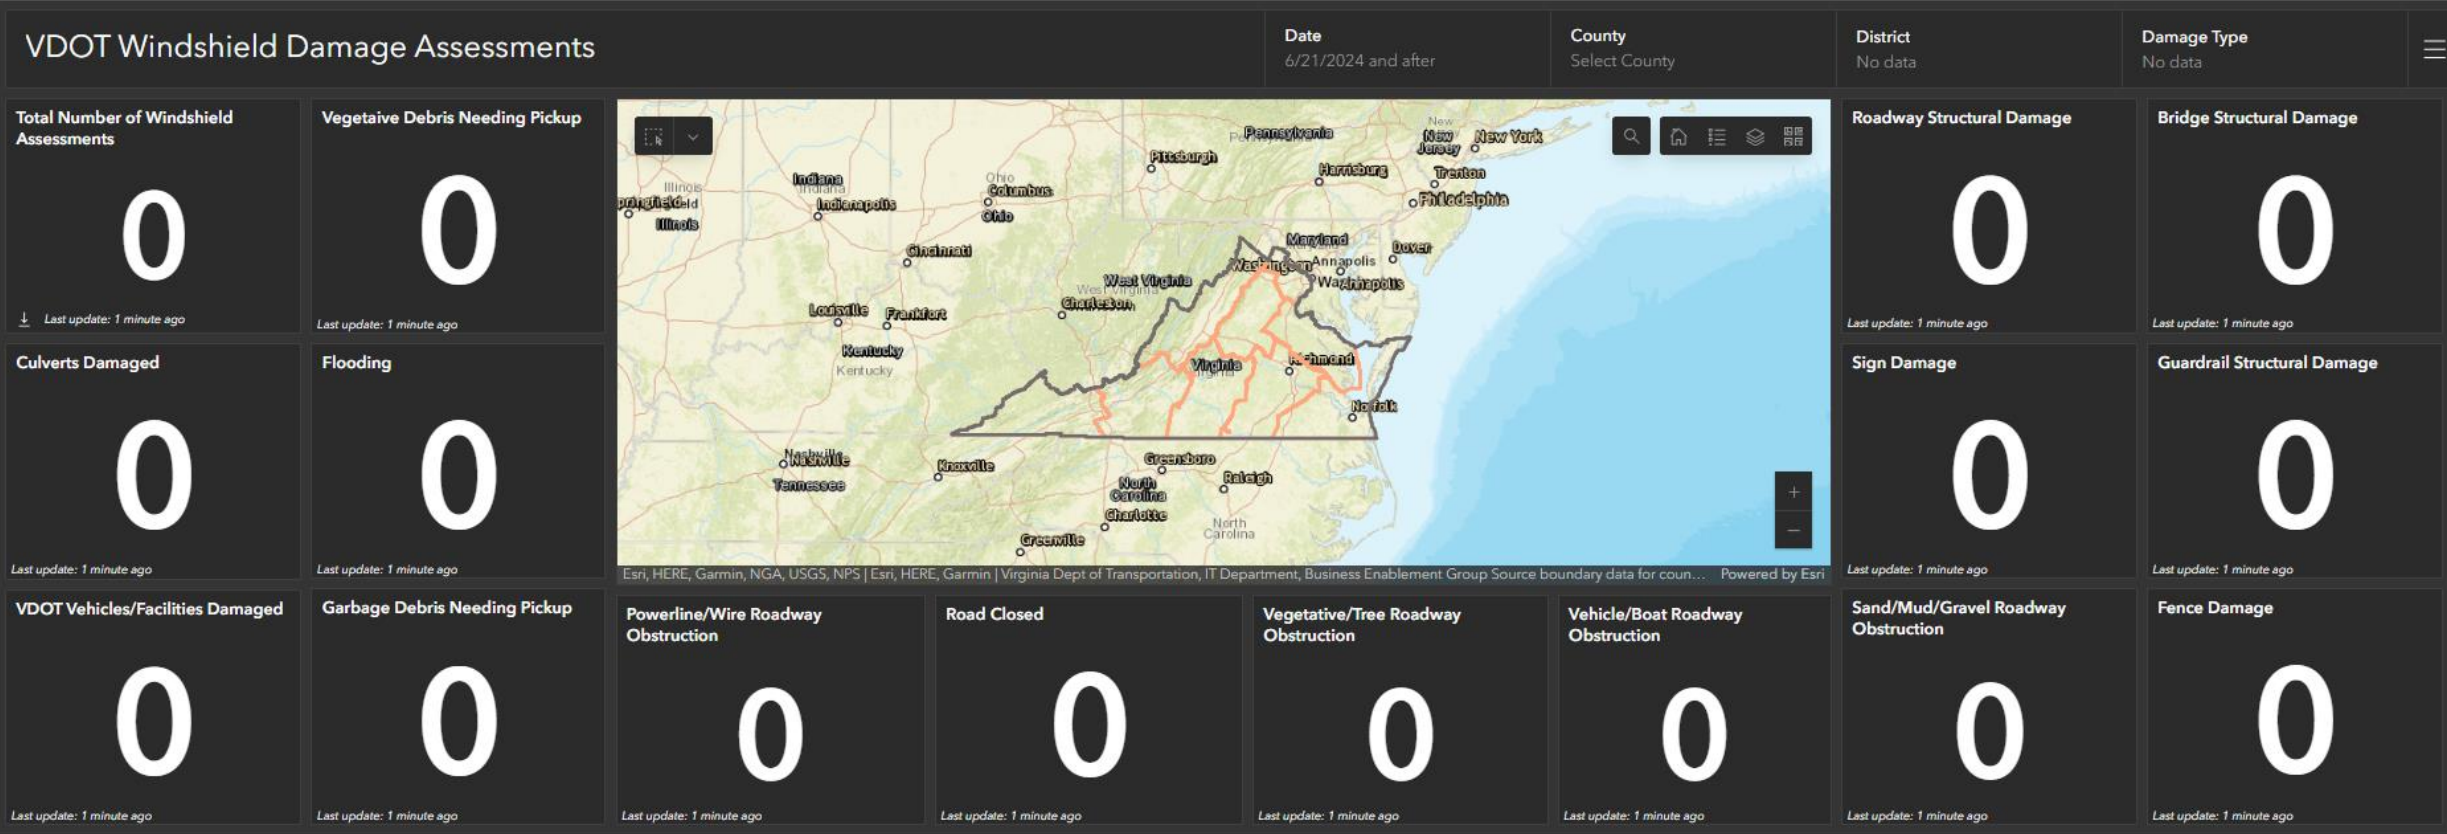 VDOT Windshield Damage Assessments
Date
6/21/2024 and after
County
Select County
District
No data
Damage Type
No data
Total Number of Windshield
Assessments
0
Last update: 1 minute ago
Vegetaive Debris Needing Pickup
0
Last update: 1 minute ago
Culverts Damaged
0
Last update: 1 minute ago
Flooding
0
Last update: 1 minute ago
VDOT Vehicles/Facilities Damaged
0
Last update: 1 minute ago
Garbage Debris Needing Pickup
0
Last update: 1 minute ago
Pennsylvania
New
New
Jersey
New York
Pittsburgh
Harrisburg
Trenton
Philadelphia
Illinois
Illinois
Indiana
Indiana
Indianapolis
Ohio
Columbus
Ohio
Cincinnati
Maryland
Dover
Washington
Annapolis
Annapolis
West Virginia
West Virginia
Charleston
Louisville
Frankfort
Kentucky
Kentucky
Virginia
Richmond
Norfolk
Nashville
Nashville
Tennessee
Knoxville
Greensboro
Raleigh
North
Carolina
Charlotte
North
Carolina
Greenville
Esri, HERE, Garmin, NGA, USGS, NPS | Esri, HERE, Garmin | Virginia Dept of Transportation, IT Department, Business Enablement Group Source boundary data for coun...
Powered by Esri
Powerline/Wire Roadway
Obstruction
0
Last update: 1 minute ago
Road Closed
0
Last update: 1 minute ago
Vegetative/Tree Roadway
Obstruction
0
Last update: 1 minute ago
Vehicle/Boat Roadway
Obstruction
0
Last update: 1 minute ago
Roadway Structural Damage
0
Last update: 1 minute ago
Bridge Structural Damage
0
Last update: 1 minute ago
Sign Damage
0
Last update: 1 minute ago
Guardrail Structural Damage
0
Last update: 1 minute ago
Sand/Mud/Gravel Roadway
Obstruction
0
Last update: 1 minute ago
Fence Damage
0
Last update: 1 minute ago